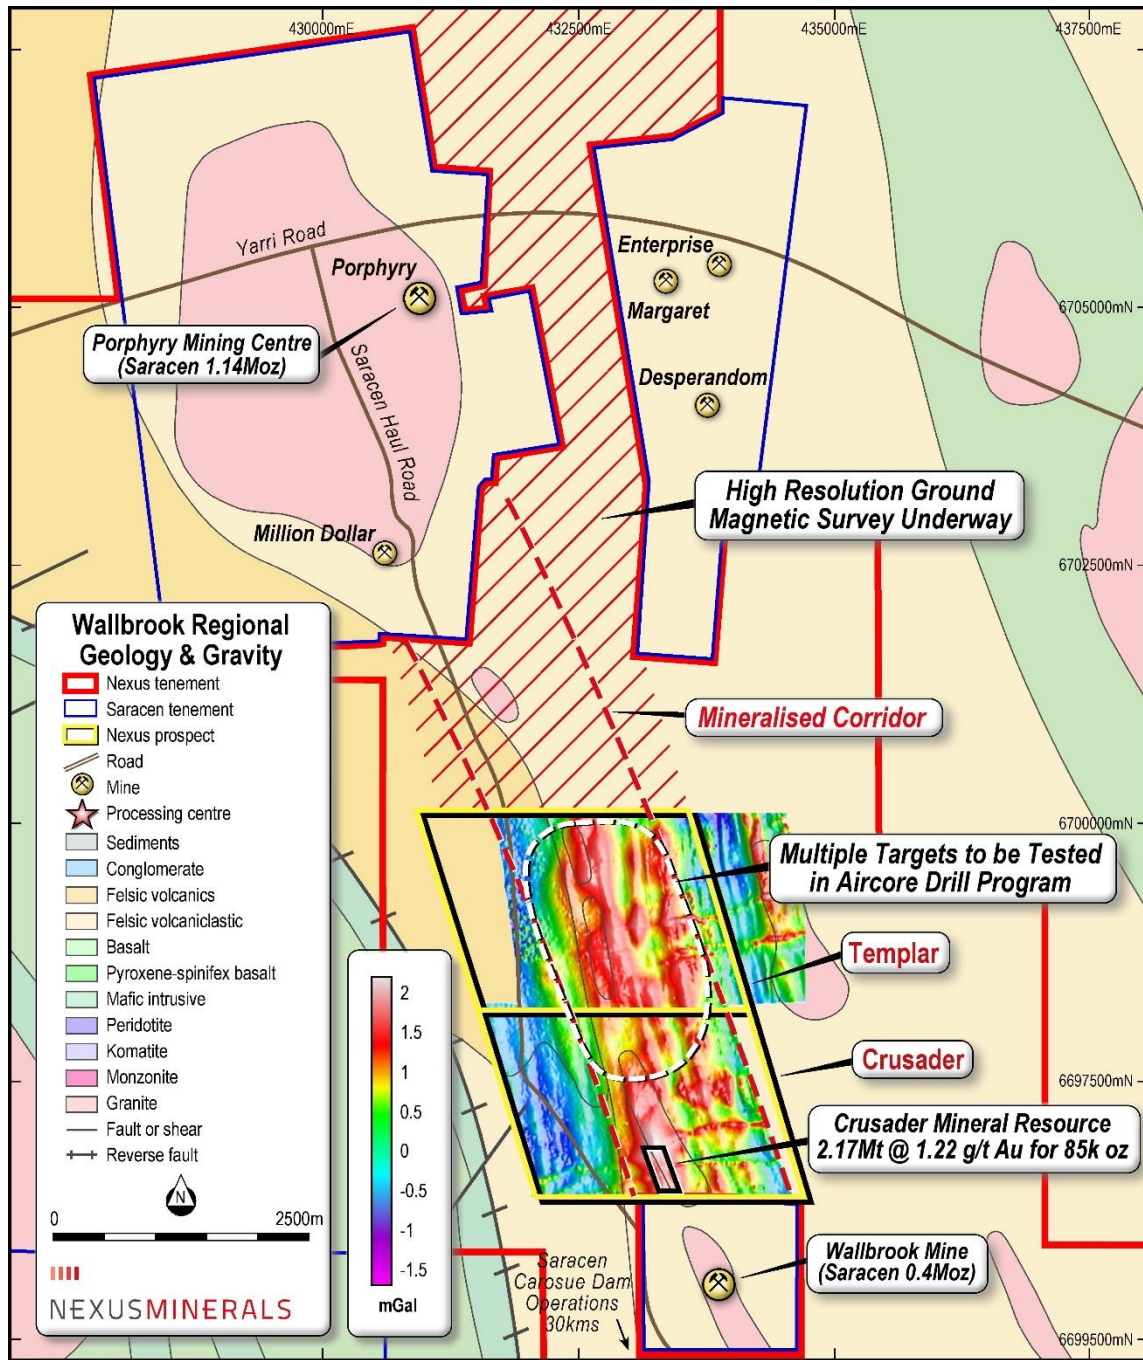 430000mE
432500mE
435000mE
437500mE
Yarri Road
Porphyry
Enterprise
Margaret
6705000mN
Porphyry Mining Centre
(Saracen 1.14Moz)
Saracen Haul Road
Desperandom
High Resolution Ground
Magnetic Survey Underway
Million Dollar
6702500mN
Wallbrook Regional
Geology & Gravity
Nexus tenement
Saracen tenement
Nexus prospect
Road
Mine
Processing centre
Sediments
Conglomerate
Felsic volcanics
Felsic volcaniclastic
Basalt
Pyroxene-spinifex basalt
Mafic intrusive
Peridotite
Komatite
Monzonite
Granite
Fault or shear
Reverse fault
N
0
2500m
NEXUSMINERALS
Mineralised Corridor
6700000mN
Multiple Targets to be Tested
in Aircore Drill Program
Templar
2
1.5
1
0.5
0
-0.5
-1
-1.5
mGal
Crusader
6697500mN
Crusader Mineral Resource
2.17Mt @ 1.22 g/t Au for 85k oz
Wallbrook Mine
(Saracen 0.4Moz)
Saracen
Carosue Dam
Operations
30kms
6699500mN